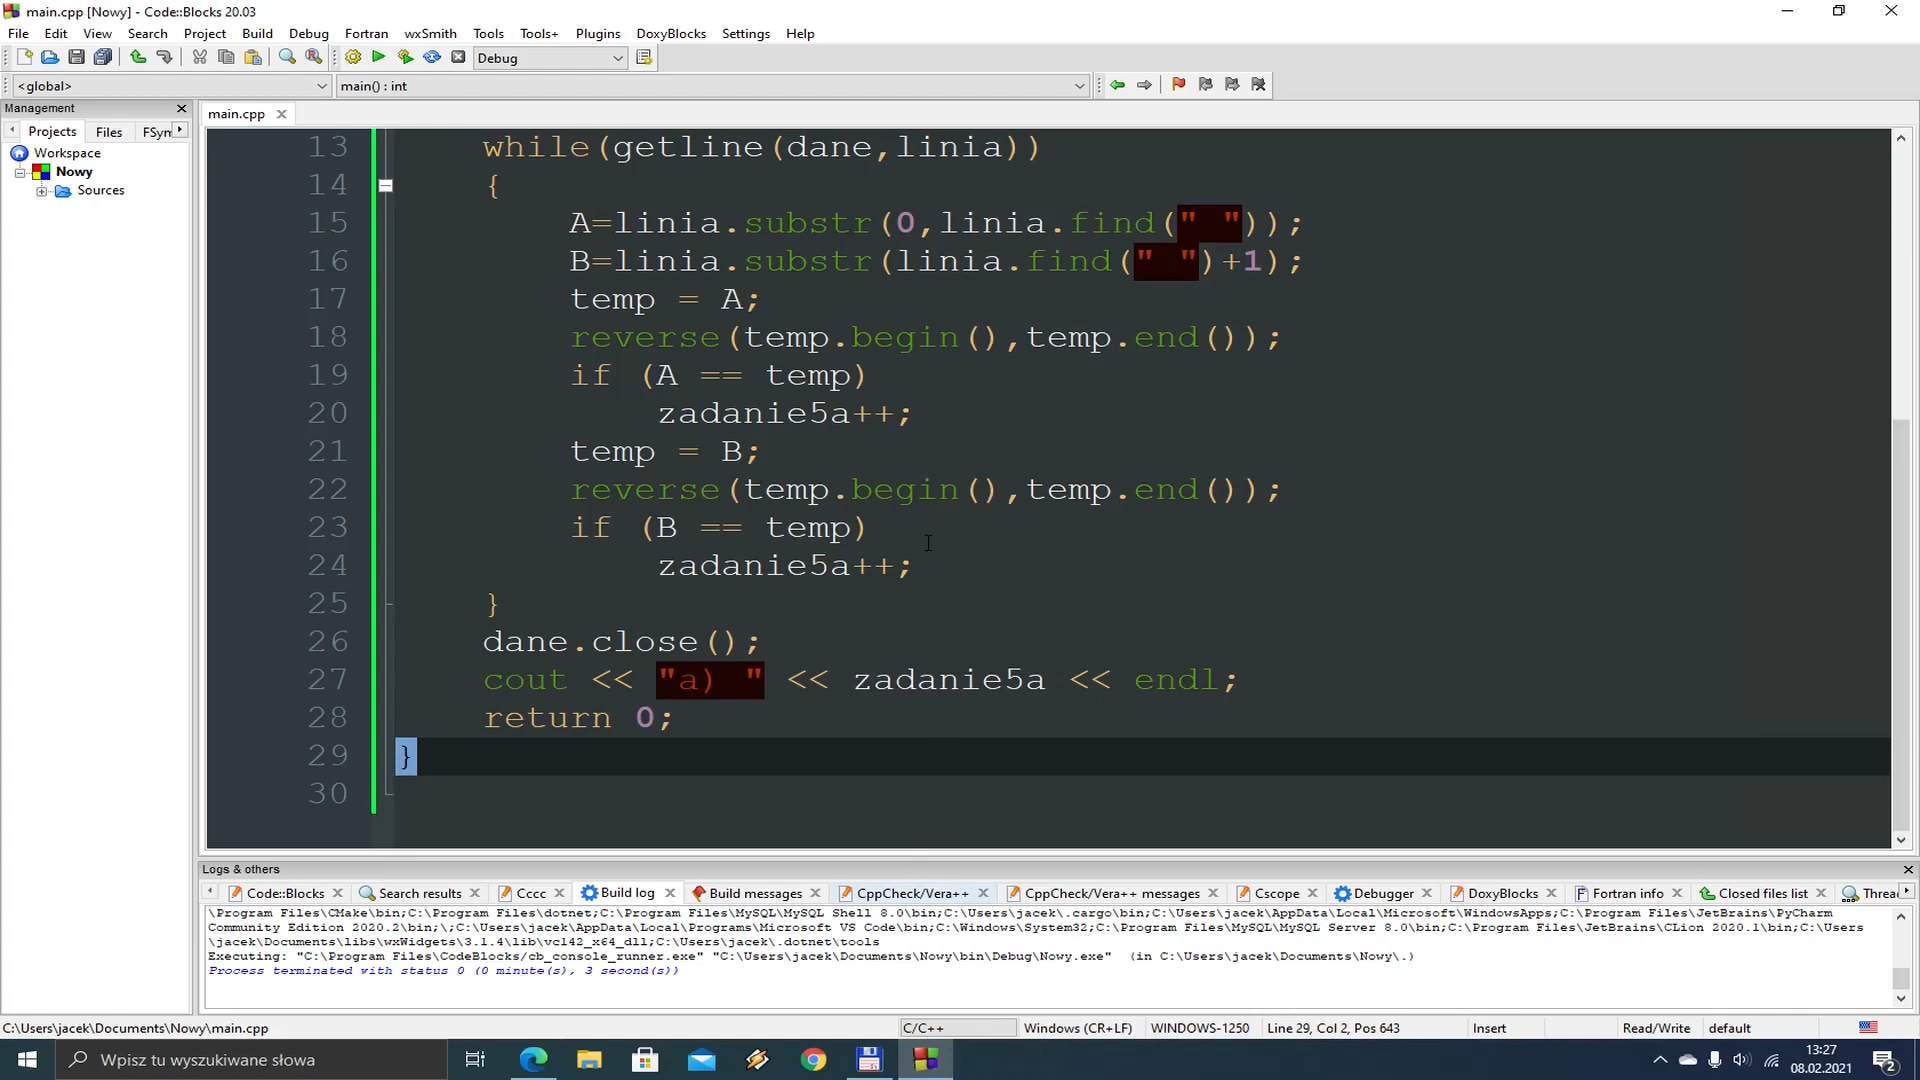 main.cpp [Nowy] - Code::Blocks 20.03
File Edit View Search Project Build Debug Fortran wxSmith Tools Tools+ Plugins DoxyBlocks Settings Help
Debug
<global> main() : int
Management
Projects Files FSym
Workspace
Nowy
Sources
main.cpp
13 while(getline(dane,linia))
14 {
15 A=linia.substr(0,linia.find(" "));
16 B=linia.substr(linia.find(" ")+1);
17 temp = A;
18 reverse(temp.begin(),temp.end());
19 if (A == temp)
20 zadanie5a++;
21 temp = B;
22 reverse(temp.begin(),temp.end());
23 if (B == temp)
24 zadanie5a++;
25 }
26 dane.close();
27 cout << "a) " << zadanie5a << endl;
28 return 0;
29 }
30
Logs & others
Code::Blocks Search results Cccc Build log Build messages CppCheck/Vera++ CppCheck/Vera++ messages Cscope Debugger DoxyBlocks Fortran info Closed files list Threa
\Program Files\CMake\bin;C:\Program Files\dotnet;C:\Program Files\MySQL\MySQL Shell 8.0\bin;C:\Users\jacek\.cargo\bin;C:\Users\jacek\AppData\Local\Microsoft\WindowsApps;C:\Program Files\JetBrains\PyCharm
Community Edition 2020.2\bin;\;C:\Users\jacek\AppData\Local\Programs\Microsoft VS Code\bin;C:\Windows\System32;C:\Program Files\MySQL\MySQL Server 8.0\bin;C:\Program Files\JetBrains\CLion 2020.1\bin;C:\Users
\jacek\Documents\libs\wxWidgets\3.1.4\lib\vc142_x64_dll;C:\Users\jacek\.dotnet\tools
Executing: "C:\Program Files\CodeBlocks/cb_console_runner.exe" "C:\Users\jacek\Documents\Nowy\bin\Debug\Nowy.exe" (in C:\Users\jacek\Documents\Nowy\.)
Process terminated with status 0 (0 minute(s), 3 second(s))
C:\Users\jacek\Documents\Nowy\main.cpp C/C++ Windows (CR+LF) WINDOWS-1250 Line 29, Col 2, Pos 643 Insert Read/Write default
Wpisz tu wyszukiwane słowa
13:27
08.02.2021
2